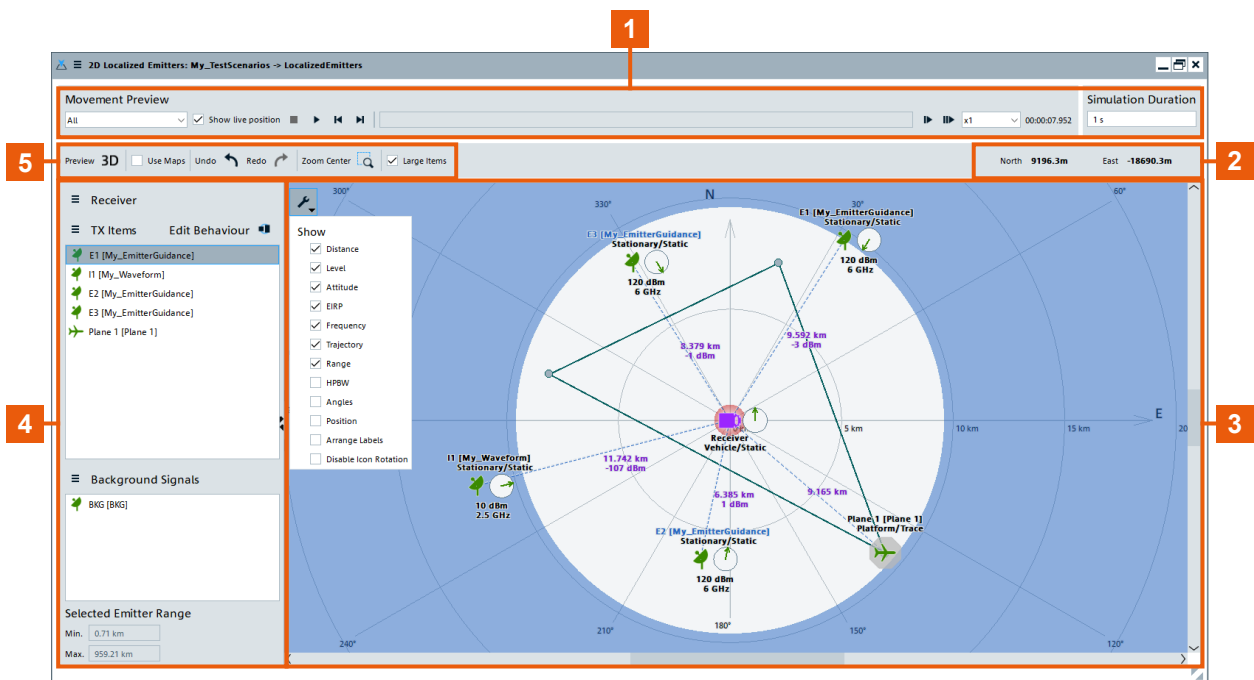 1
2D Localized Emitters: My_TestScenarios -> LocalizedEmitters
Movement Preview
Simulation Duration
All
Show live position
x1
00:00:07.952
1 s
5
Preview 3D Use Maps Undo Redo Zoom Center Large Items
North 9196.3m East -18690.3m
2
Receiver
TX Items Edit Behaviour
E1 [My_EmitterGuidance]
I1 [My_Waveform]
E2 [My_EmitterGuidance]
E3 [My_EmitterGuidance]
Plane 1 [Plane 1]
4
Background Signals
BKG [BKG]
Selected Emitter Range
Min. 0.71 km
Max. 959.21 km
Show
Distance
Level
Attitude
EIRP
Frequency
Trajectory
Range
HPBW
Angles
Position
Arrange Labels
Disable Icon Rotation
300°
330°
N
30°
60°
E1 [My_EmitterGuidance]
Stationary/Static
120 dBm
6 GHz
E3 [My_EmitterGuidance]
Stationary/Static
120 dBm
6 GHz
8.379 km
-1 dBm
9.592 km
-3 dBm
E
5 km
10 km
15 km
20
3
Receiver
Vehicle/Static
I1 [My_Waveform]
Stationary/Static
10 dBm
2.5 GHz
11.742 km
-107 dBm
6.385 km
1 dBm
9.165 km
Plane 1 [Plane 1]
Platform/Trace
E2 [My_EmitterGuidance]
Stationary/Static
120 dBm
6 GHz
240°
210°
180°
150°
120°